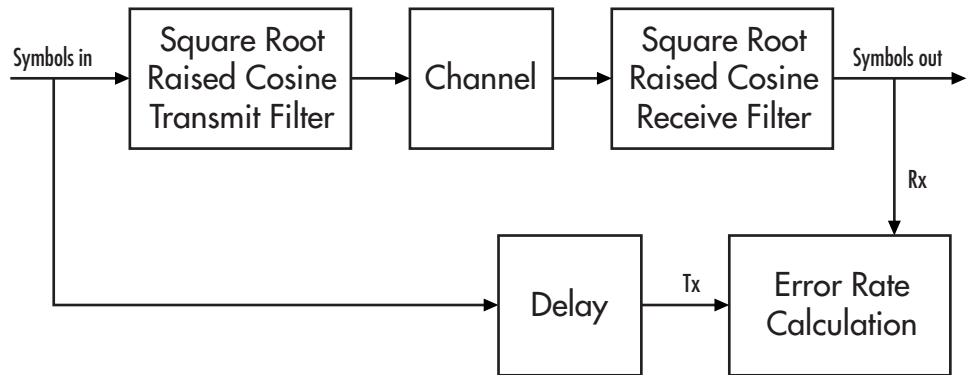 Symbols in
Square Root
Raised Cosine
Transmit Filter
Channel
Square Root
Raised Cosine
Receive Filter
Symbols out
Rx
Delay
Tx
Error Rate
Calculation